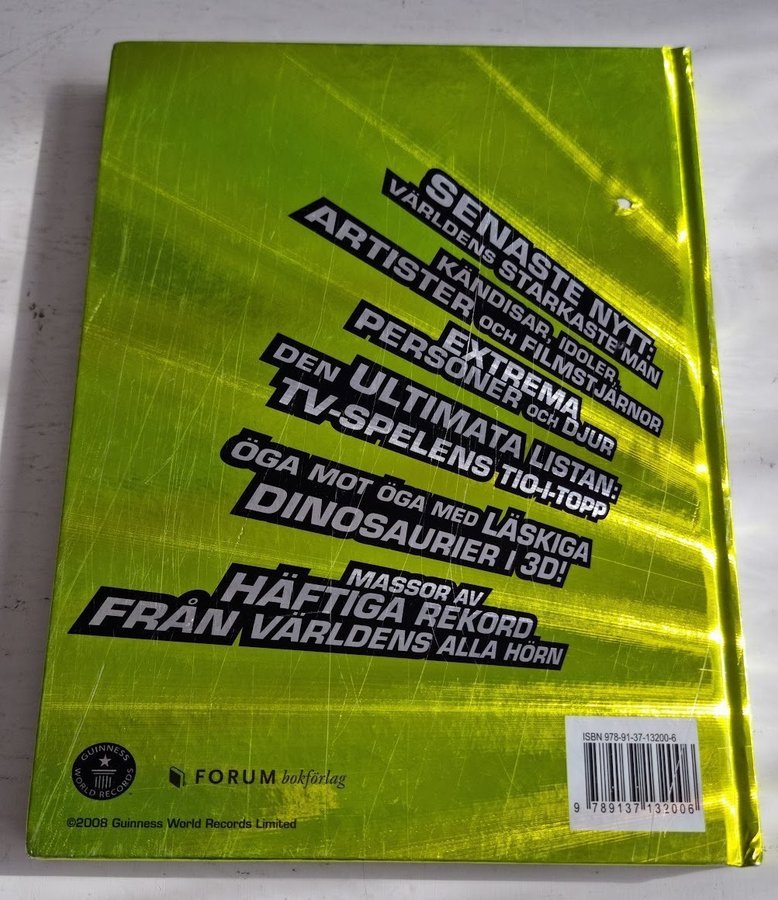 SENASTE NYTT:
VÄRLDENS STARKASTE MAN
KÄNDISAR, IDOLER,
ARTISTER OCH FILMSTJÄRNOR
EXTREMA
PERSONER OCH DJUR
DEN ULTIMATA LISTAN:
TV-SPELENS TIO-I-TOPP
ÖGA MOT ÖGA MED LÄSKIGA
DINOSAURIER I 3D!
MASSOR AV
HÄFTIGA REKORD
FRÅN VÄRLDENS ALLA HÖRN
GUINNESS
WORLD RECORDS
FORUM bokförlag
©2008 Guinness World Records Limited
ISBN 978-91-37-13200-6
9 789137 132006